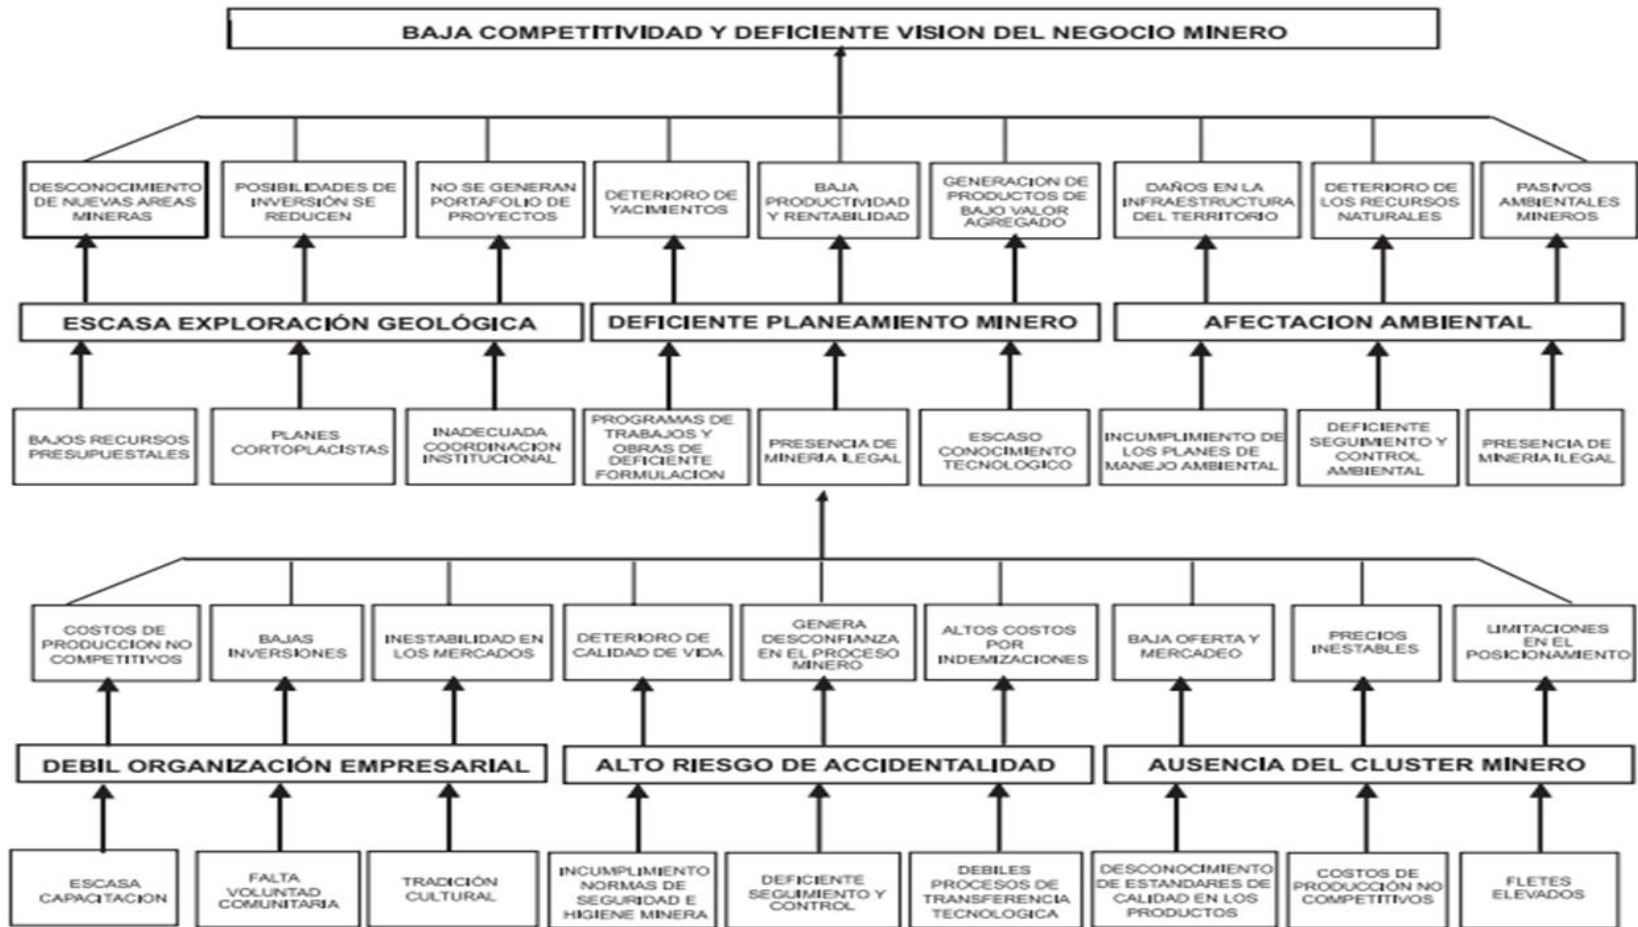 BAJA COMPETITIVIDAD Y DEFICIENTE VISION DEL NEGOCIO MINERO
DESCONOCIMIENTO
DE NUEVAS AREAS
MINERAS
POSIBILIDADES DE
INVERSIÓN SE
REDUCEN
NO SE GENERAN
PORTAFOLIO DE
PROYECTOS
DETERIORO DE
YACIMIENTOS
BAJA
PRODUCTIVIDAD
Y RENTABILIDAD
GENERACION DE
PRODUCTOS DE
BAJO VALOR
AGREGADO
DAÑOS EN LA
INFRAESTRUCTURA
DEL TERRITORIO
DETERIORO DE
LOS RECURSOS
NATURALES
PASIVOS
AMBIENTALES
MINEROS
ESCASA EXPLORACIÓN GEOLÓGICA
DEFICIENTE PLANEAMIENTO MINERO
AFECTACION AMBIENTAL
BAJOS RECURSOS
PRESUPUESTALES
PLANES
CORTOPLACISTAS
INADECUADA
COORDINACION
INSTITUCIONAL
PROGRAMAS DE
TRABAJOS Y
OBRAS DE
DEFICIENTE
FORMULACION
PRESENCIA DE
MINERIA ILEGAL
ESCASO
CONOCIMIENTO
TECNOLOGICO
INCUMPLIMIENTO DE
LOS PLANES DE
MANEJO AMBIENTAL
DEFICIENTE
SEGUIMIENTO Y
CONTROL
AMBIENTAL
PRESENCIA DE
MINERIA ILEGAL
COSTOS DE
PRODUCCION NO
COMPETITIVOS
BAJAS
INVERSIONES
INESTABILIDAD EN
LOS MERCADOS
DETERIORO DE
CALIDAD DE VIDA
GENERA
DESCONFIANZA
EN EL PROCESO
MINERO
ALTOS COSTOS
POR
INDEMIZACIONES
BAJA OFERTA Y
MERCADEO
PRECIOS
INESTABLES
LIMITACIONES
EN EL
POSICIONAMIENTO
DEBIL ORGANIZACIÓN EMPRESARIAL
ALTO RIESGO DE ACCIDENTALIDAD
AUSENCIA DEL CLUSTER MINERO
ESCASA
CAPACITACION
FALTA
VOLUNTAD
COMUNITARIA
TRADICIÓN
CULTURAL
INCUMPLIMIENTO
NORMAS DE
SEGURIDAD E
HIGIENE MINERA
DEFICIENTE
SEGUIMIENTO Y
CONTROL
DEBILES
PROCESOS DE
TRANSFERENCIA
TECNOLOGICA
DESCONOCIMIENTO
DE ESTANDARES DE
CALIDAD EN LOS
PRODUCTOS
COSTOS DE
PRODUCCIÓN NO
COMPETITIVOS
FLETES
ELEVADOS